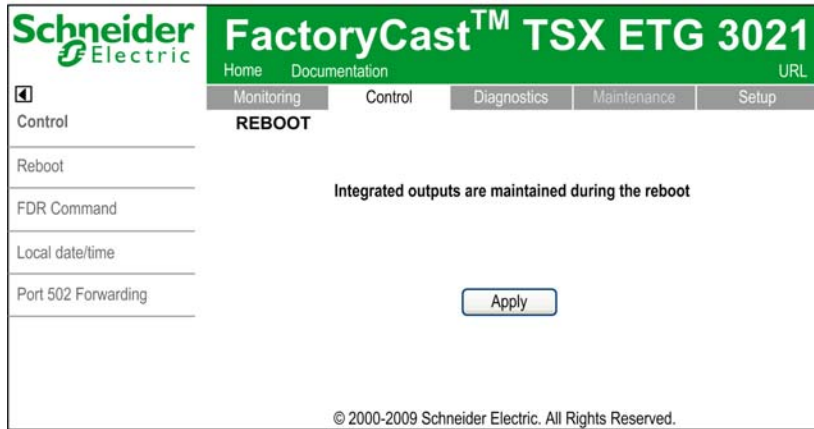 Schneider
Electric
FactoryCast™ TSX ETG 3021
Home Documentation URL
Monitoring Control Diagnostics Maintenance Setup
Control
REBOOT
Reboot
Integrated outputs are maintained during the reboot
FDR Command
Local date/time
Port 502 Forwarding
Apply
© 2000-2009 Schneider Electric. All Rights Reserved.